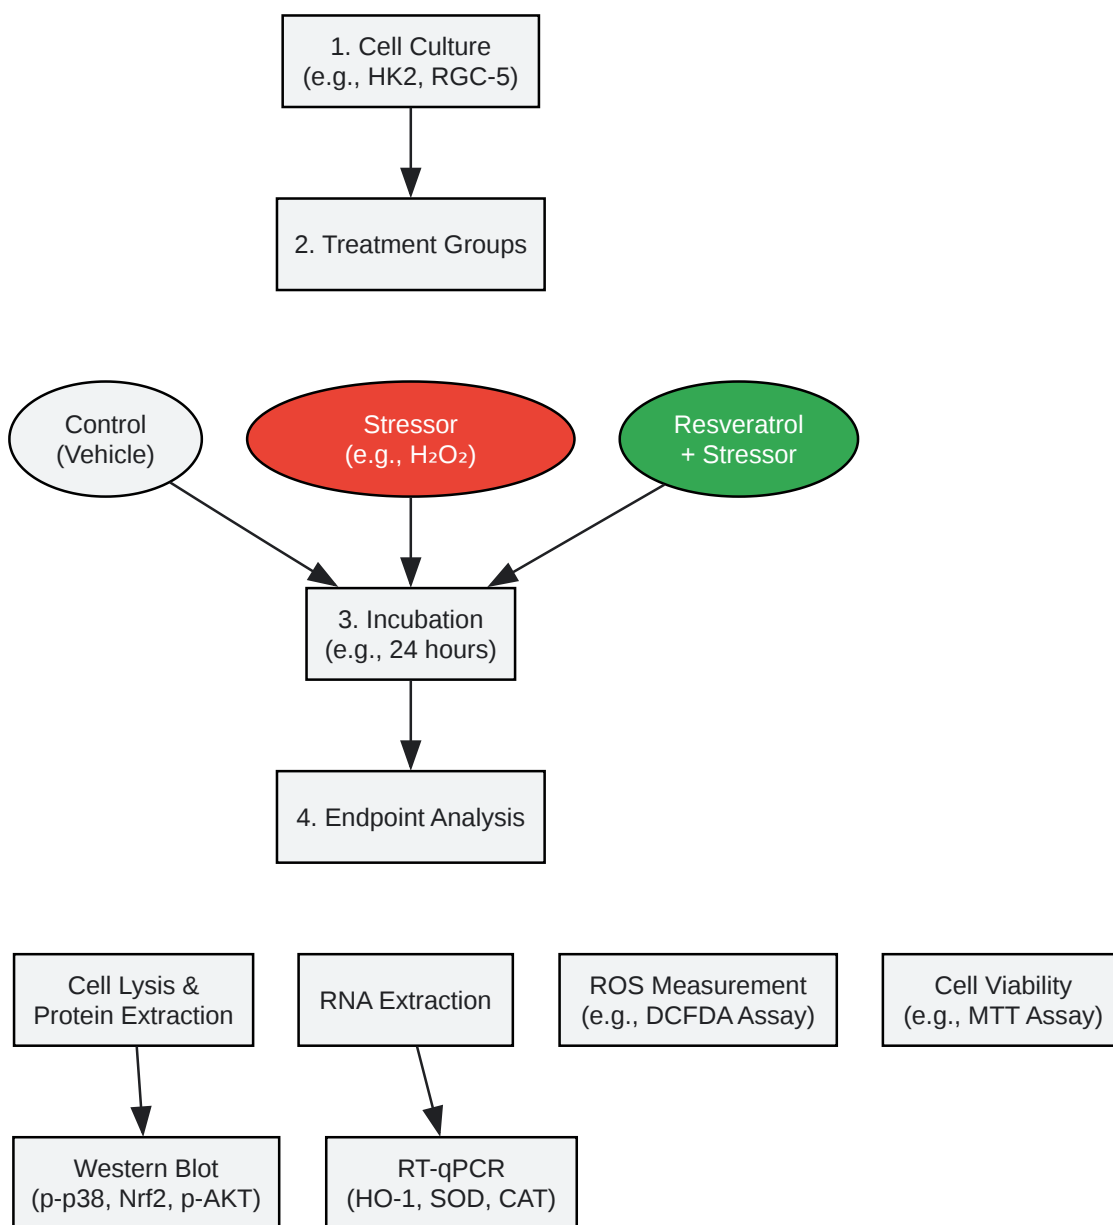 1. Cell Culture
(e.g., HK2, RGC-5)
2. Treatment Groups
Control
(Vehicle)
Stressor
(e.g., H₂O₂)
Resveratrol
+ Stressor
3. Incubation
(e.g., 24 hours)
4. Endpoint Analysis
Cell Lysis &
Protein Extraction
RNA Extraction
ROS Measurement
(e.g., DCFDA Assay)
Cell Viability
(e.g., MTT Assay)
Western Blot
(p-p38, Nrf2, p-AKT)
RT-qPCR
(HO-1, SOD, CAT)